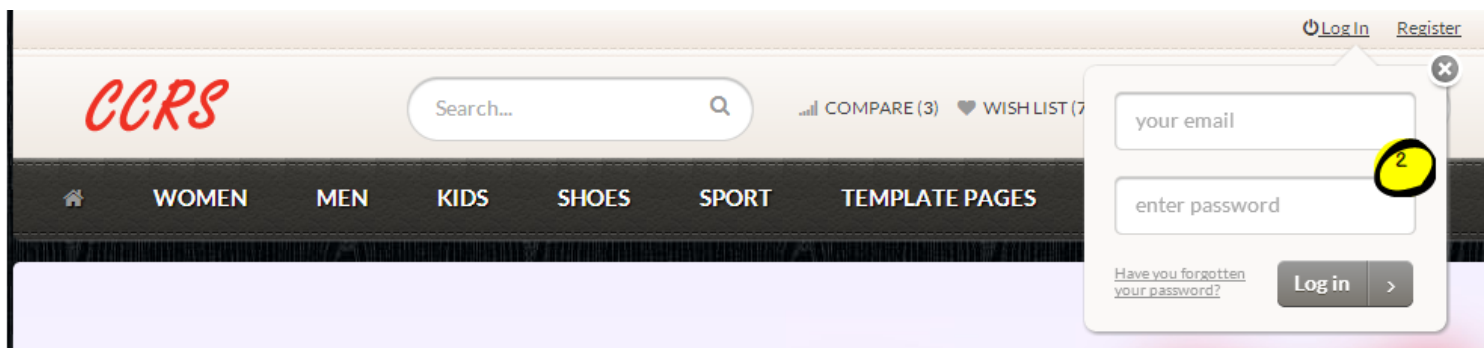 Log In Register
CCRS
Search...
COMPARE (3) WISH LIST (7
your email
2
WOMEN MEN KIDS SHOES SPORT TEMPLATE PAGES
enter password
Have you forgotten
your password?
Log in